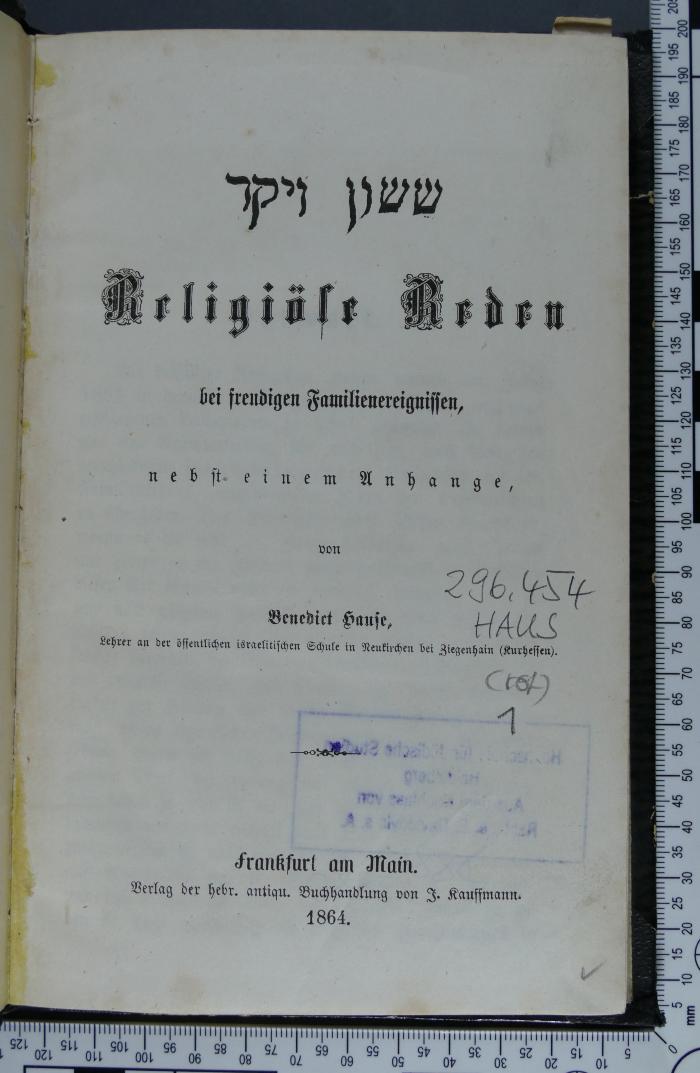 ששון ויקר
Religiöse Reden
bei freudigen Familienereignissen,
nebst einem Anhange,
von
Benedict Hause,
Lehrer an der öffentlichen israelitischen Schule in Neukirchen bei Ziegenhain (Kurhessen).
296.454
HAUS
1
Frankfurt am Main.
Verlag der hebr. antiqu. Buchhandlung von J. Kauffmann.
1864.